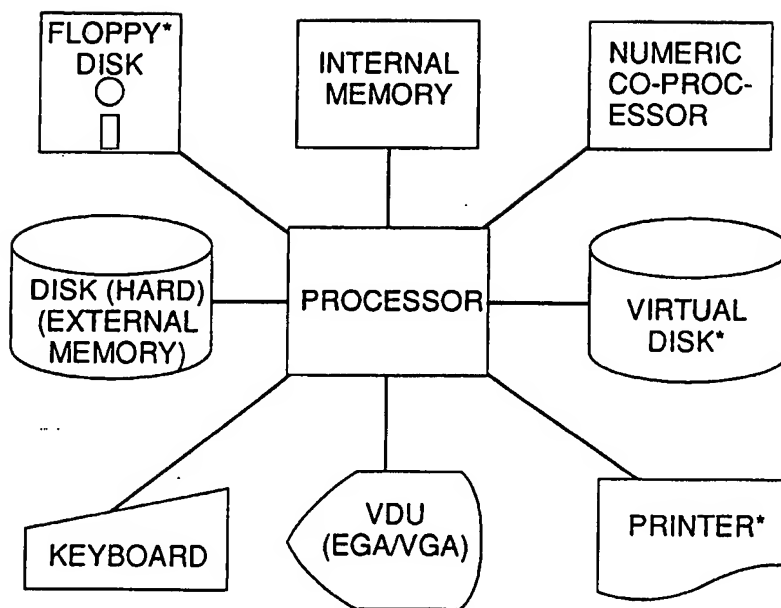 FLOPPY*
DISK
INTERNAL
MEMORY
NUMERIC
CO-PROC-
ESSOR
DISK (HARD)
(EXTERNAL
MEMORY)
PROCESSOR
VIRTUAL
DISK*
KEYBOARD
VDU
(EGA/VGA)
PRINTER*